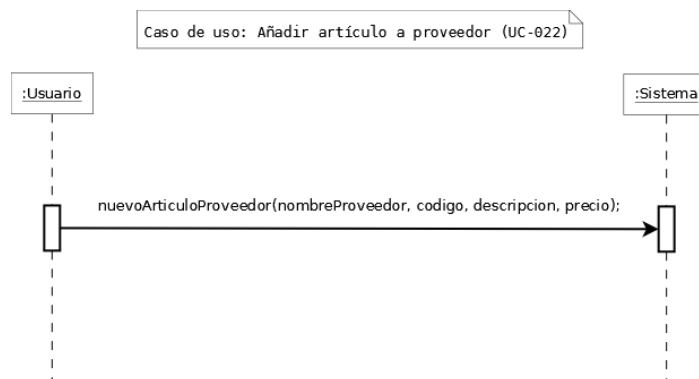 Caso de uso: Añadir artículo a proveedor (UC-022)
:Usuario
:Sistema
nuevoArticuloProveedor(nombreProveedor, codigo, descripcion, precio);